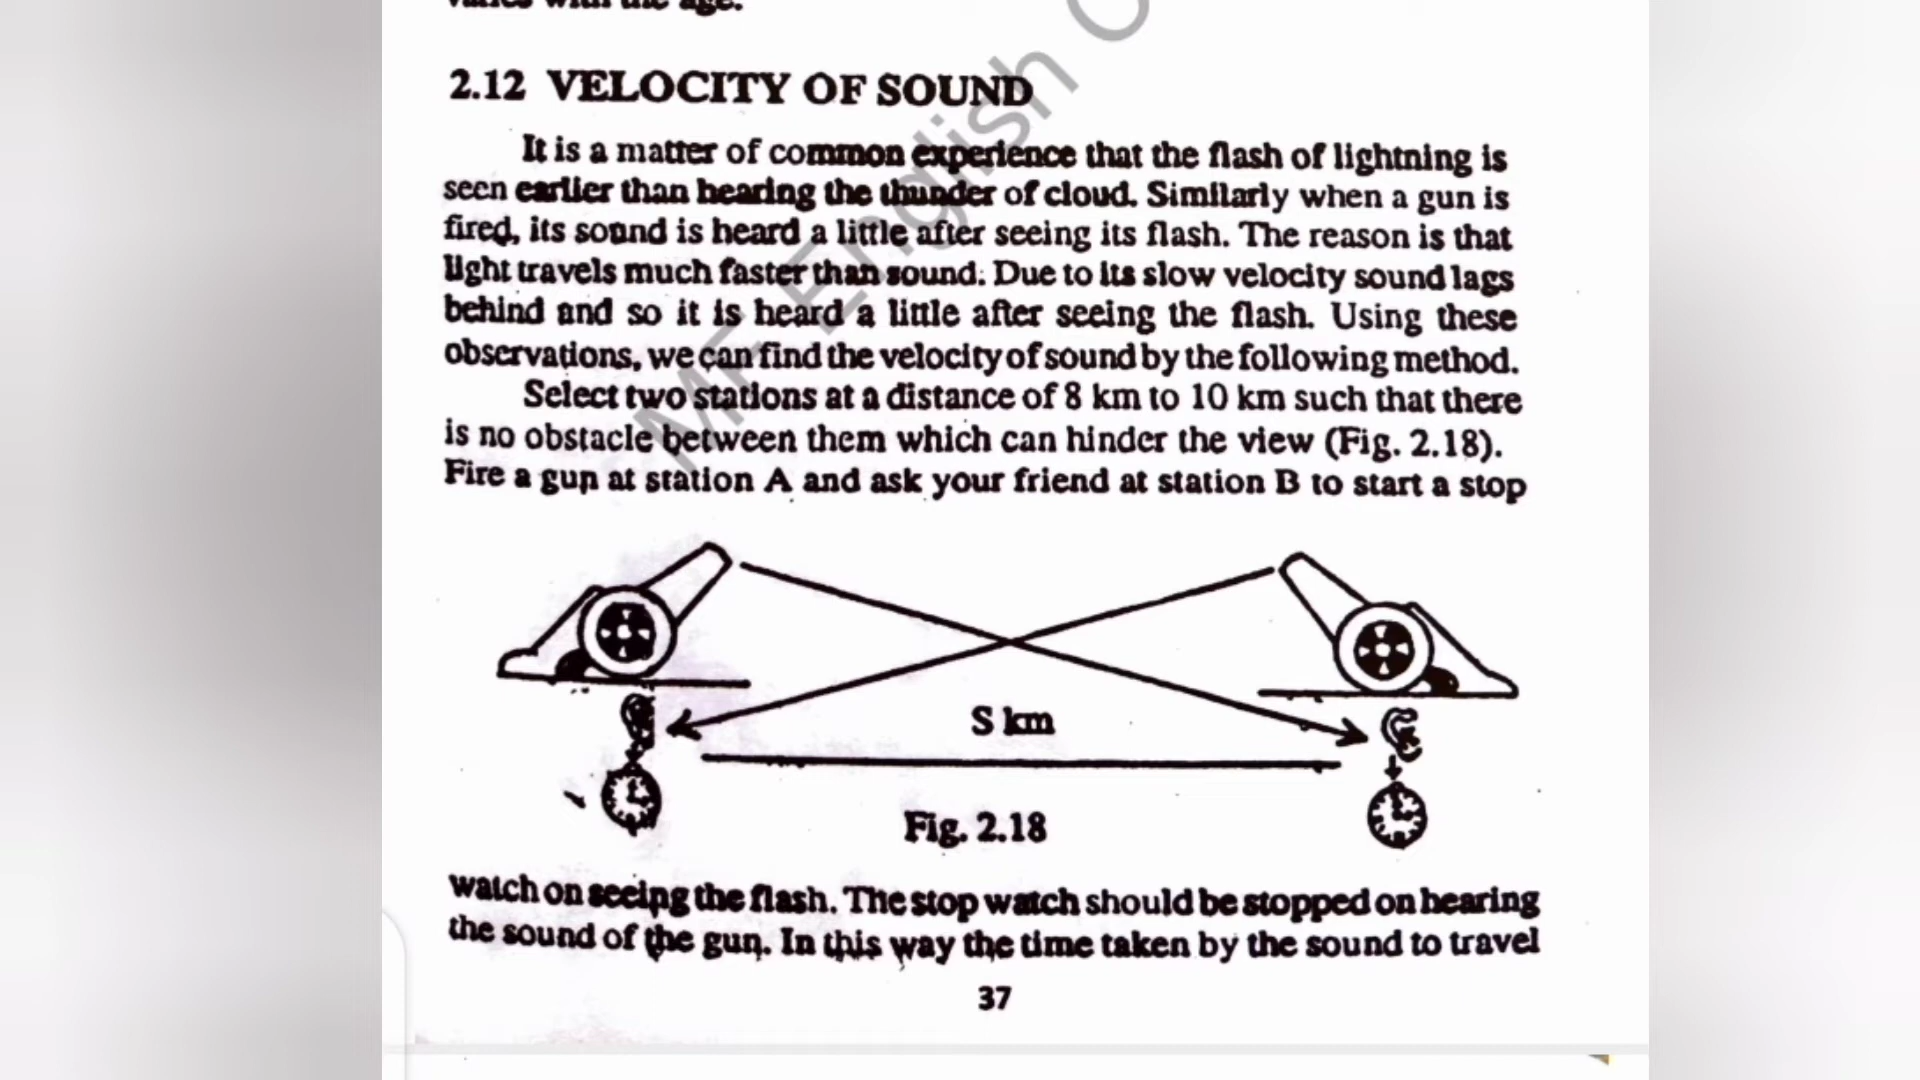 varies with the age.
2.12 VELOCITY OF SOUND
It is a matter of common experience that the flash of lightning is
seen earlier than hearing the thunder of cloud. Similarly when a gun is
fired, its sound is heard a little after seeing its flash. The reason is that
light travels much faster than sound. Due to its slow velocity sound lags
behind and so it is heard a little after seeing the flash. Using these
observations, we can find the velocity of sound by the following method.
Select two stations at a distance of 8 km to 10 km such that there
is no obstacle between them which can hinder the view (Fig. 2.18).
Fire a gun at station A and ask your friend at station B to start a stop
S km
Fig. 2.18
watch on seeing the flash. The stop watch should be stopped on hearing
the sound of the gun. In this way the time taken by the sound to travel
37
MF English